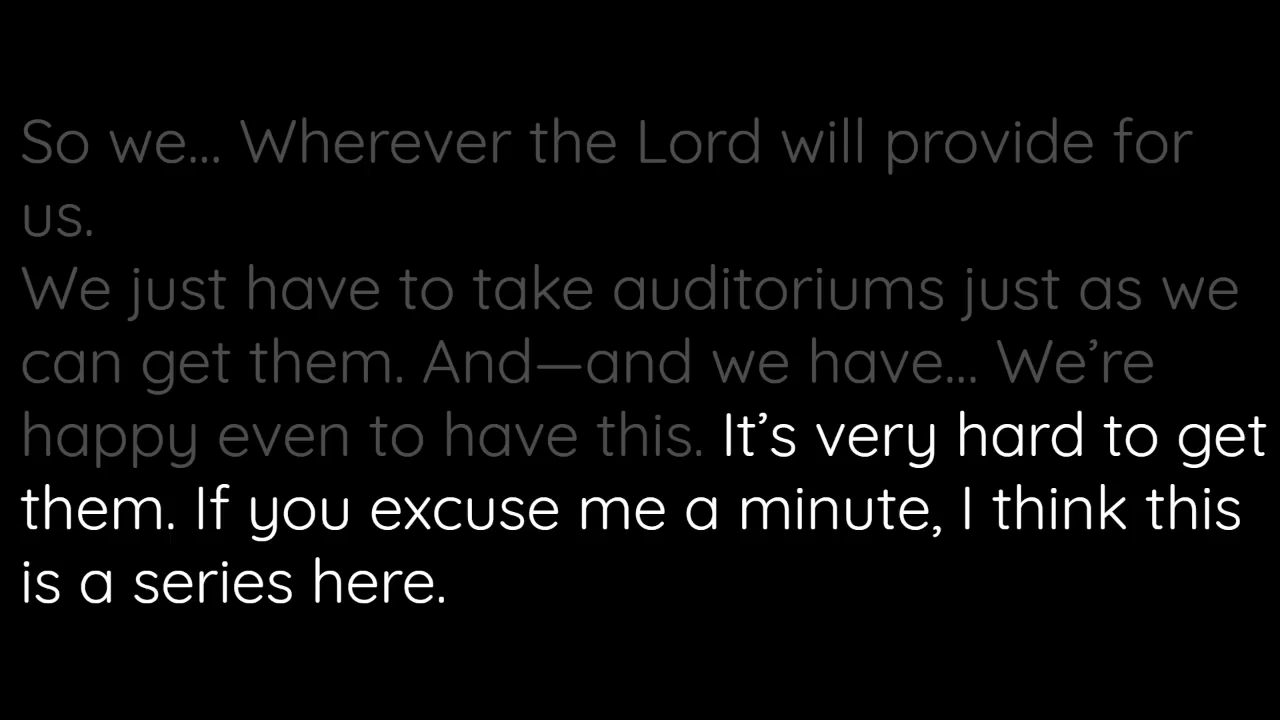 So we... Wherever the Lord will provide for
us.
We just have to take auditoriums just as we
can get them. And—and we have... We’re
happy even to have this. It’s very hard to get
them. If you excuse me a minute, I think this
is a series here.